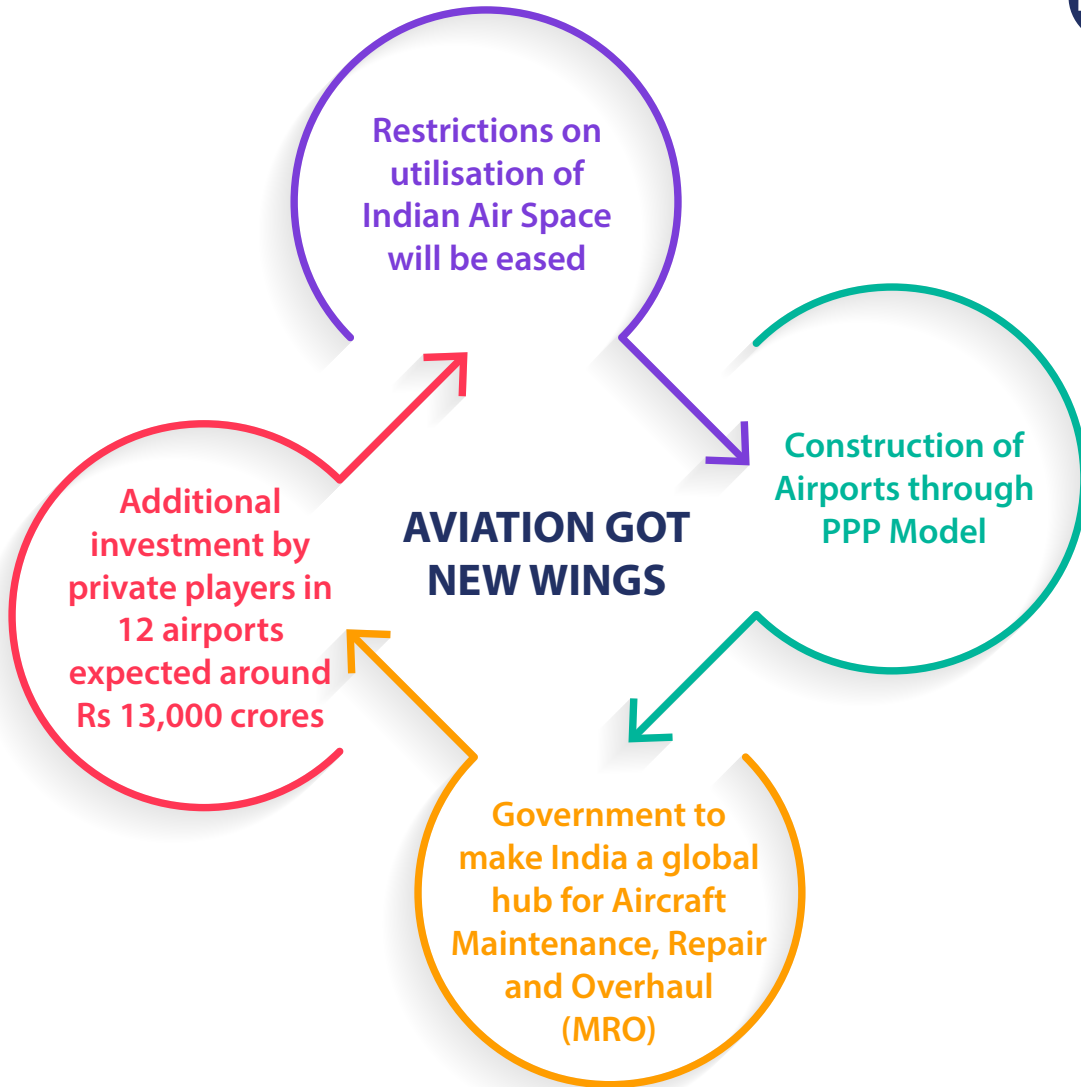 Restrictions on
utilisation of
Indian Air Space
will be eased
Construction of
Airports through
PPP Model
AVIATION GOT
NEW WINGS
Additional
investment by
private players in
12 airports
expected around
Rs 13,000 crores
Government to
make India a global
hub for Aircraft
Maintenance, Repair
and Overhaul
(MRO)